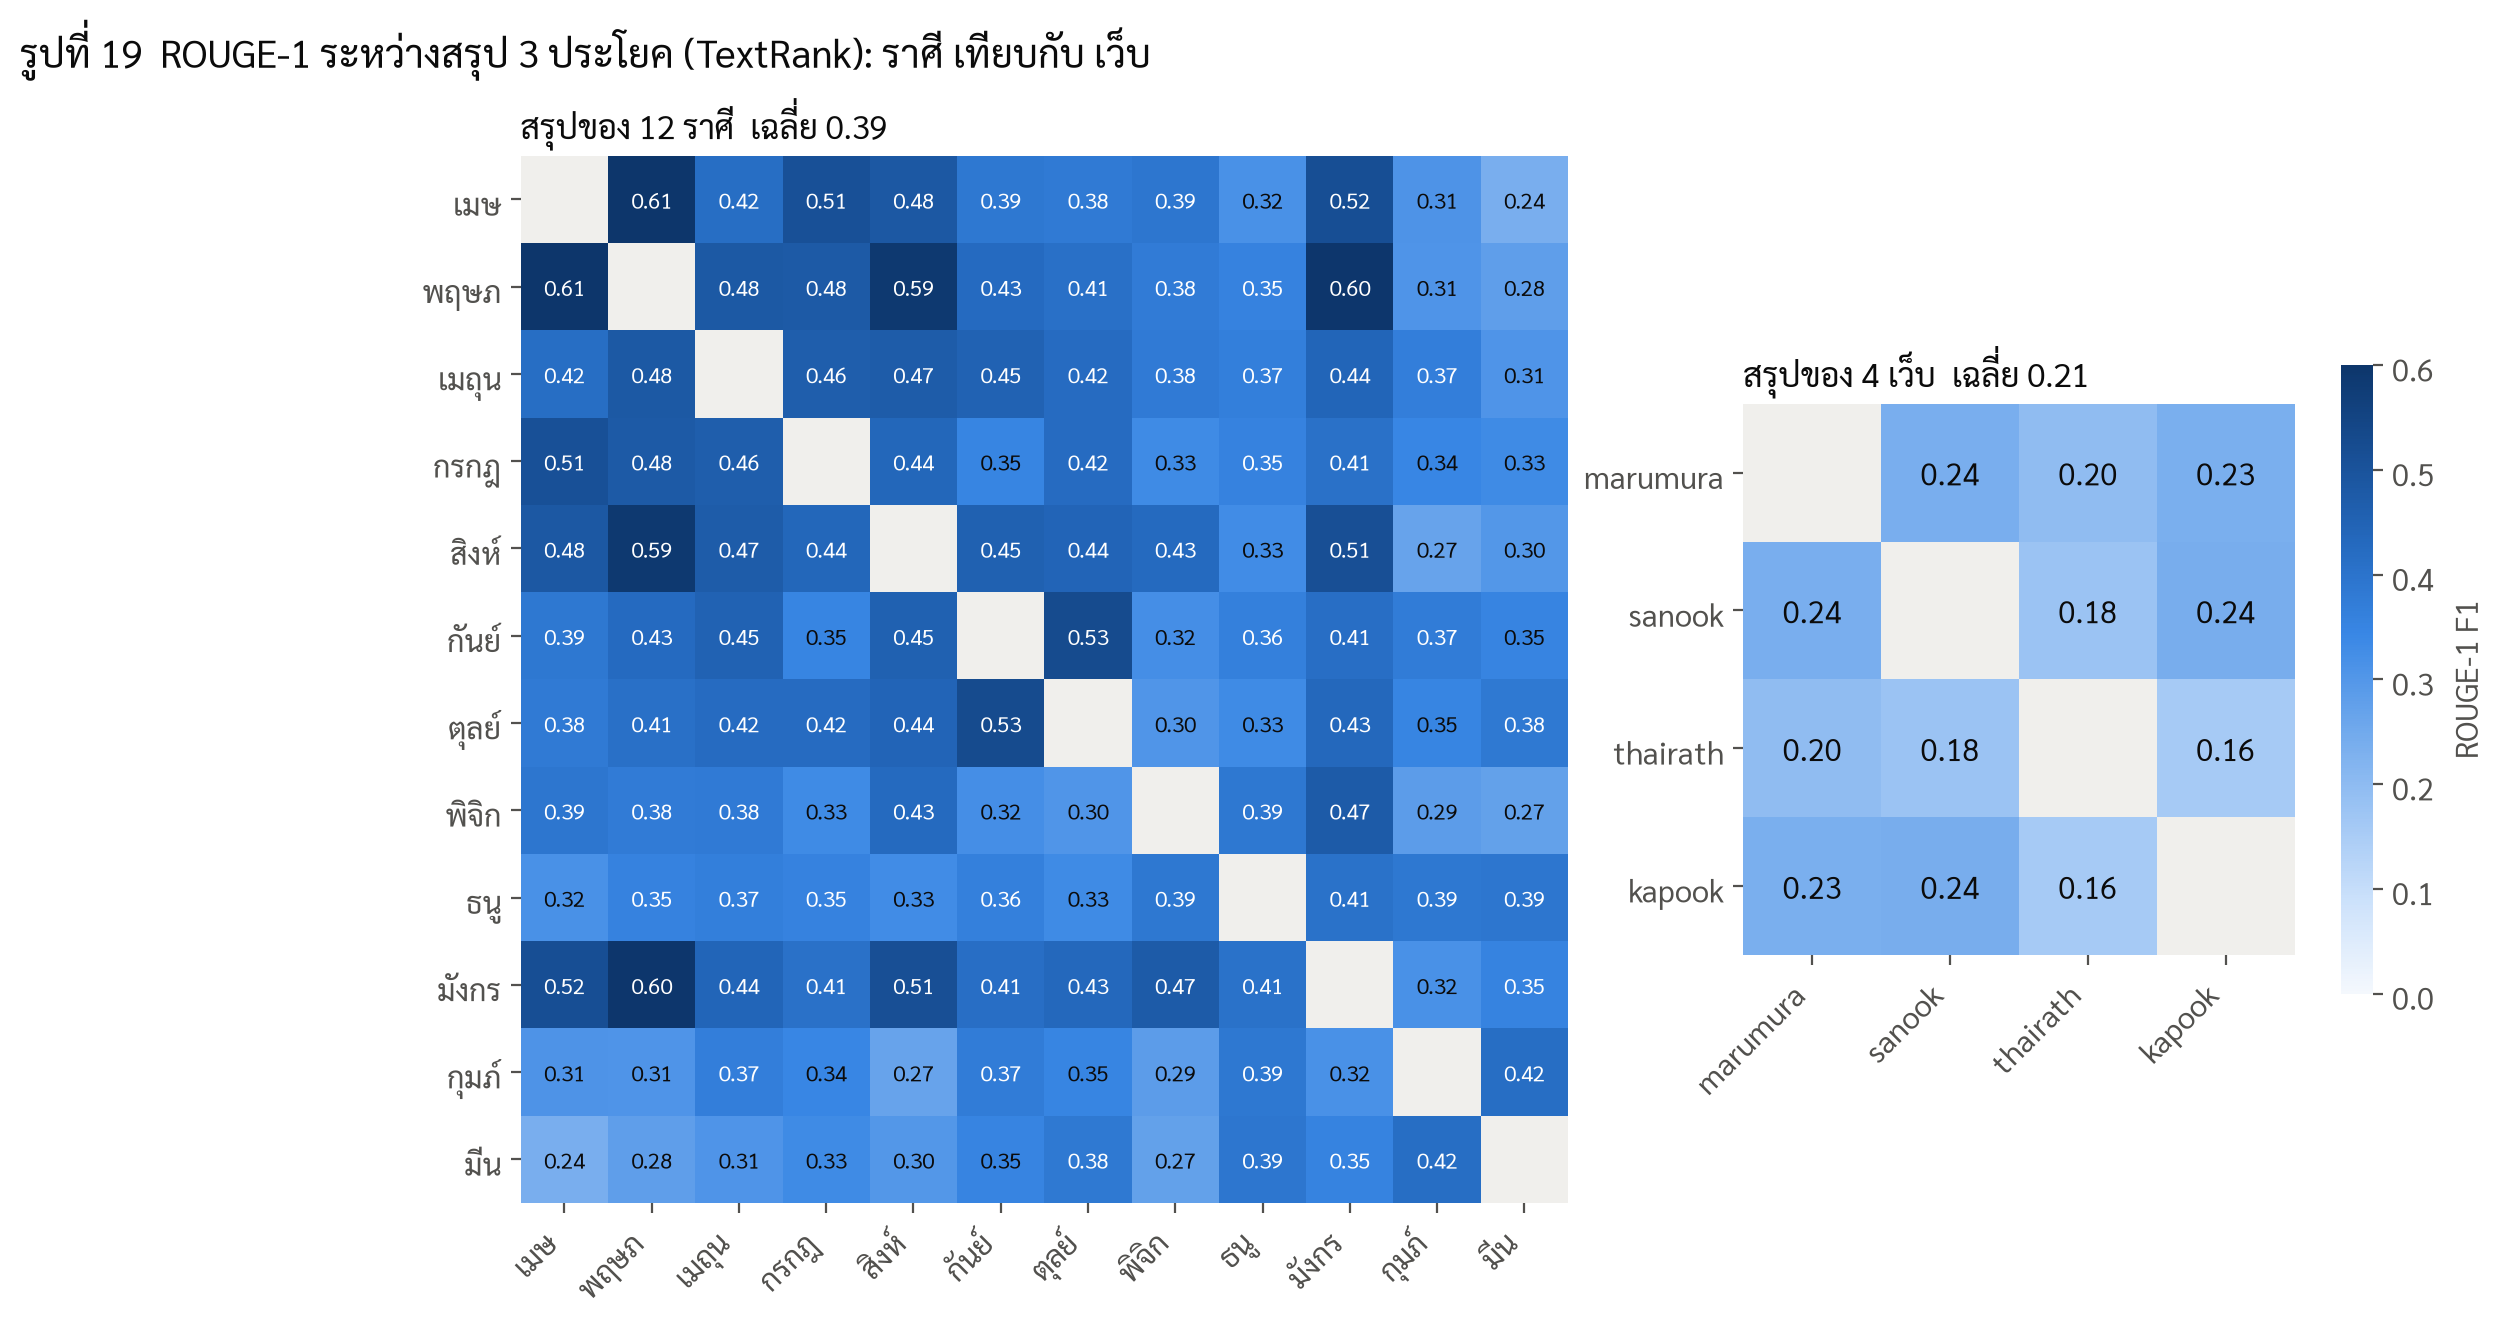 รูปที่ 19  ROUGE-1 ระหว่างสรุป 3 ประโยค (TextRank): ราศี เทียบกับ เว็บ
สรุปของ 12 ราศี  เฉลี่ย 0.39
เมษ 0.61 0.42 0.51 0.48 0.39 0.38 0.39 0.32 0.52 0.31 0.24
พฤษภ 0.61 0.48 0.48 0.59 0.43 0.41 0.38 0.35 0.60 0.31 0.28
เมถุน 0.42 0.48 0.46 0.47 0.45 0.42 0.38 0.37 0.44 0.37 0.31
กรกฎ 0.51 0.48 0.46 0.44 0.35 0.42 0.33 0.35 0.41 0.34 0.33
สิงห์ 0.48 0.59 0.47 0.44 0.45 0.44 0.43 0.33 0.51 0.27 0.30
กันย์ 0.39 0.43 0.45 0.35 0.45 0.53 0.32 0.36 0.41 0.37 0.35
ตุลย์ 0.38 0.41 0.42 0.42 0.44 0.53 0.30 0.33 0.43 0.35 0.38
พิจิก 0.39 0.38 0.38 0.33 0.43 0.32 0.30 0.39 0.47 0.29 0.27
ธนู 0.32 0.35 0.37 0.35 0.33 0.36 0.33 0.39 0.41 0.39 0.39
มังกร 0.52 0.60 0.44 0.41 0.51 0.41 0.43 0.47 0.41 0.32 0.35
กุมภ์ 0.31 0.31 0.37 0.34 0.27 0.37 0.35 0.29 0.39 0.32 0.42
มีน 0.24 0.28 0.31 0.33 0.30 0.35 0.38 0.27 0.39 0.35 0.42
เมษ พฤษภ เมถุน กรกฎ สิงห์ กันย์ ตุลย์ พิจิก ธนู มังกร กุมภ์ มีน
สรุปของ 4 เว็บ  เฉลี่ย 0.21
marumura 0.24 0.20 0.23
sanook 0.24 0.18 0.24
thairath 0.20 0.18 0.16
kapook 0.23 0.24 0.16
marumura sanook thairath kapook
0.6
0.5
0.4
0.3
0.2
0.1
0.0
ROUGE-1 F1